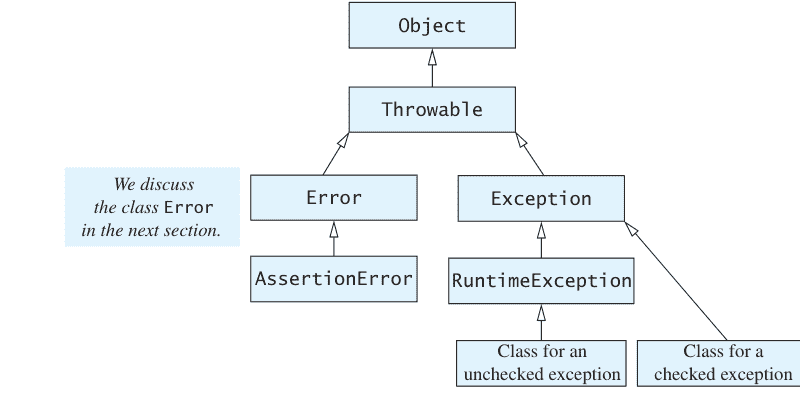 Object
Throwable
We discuss
the class Error
in the next section.
Error
Exception
AssertionError
RuntimeException
Class for an
unchecked exception
Class for a
checked exception